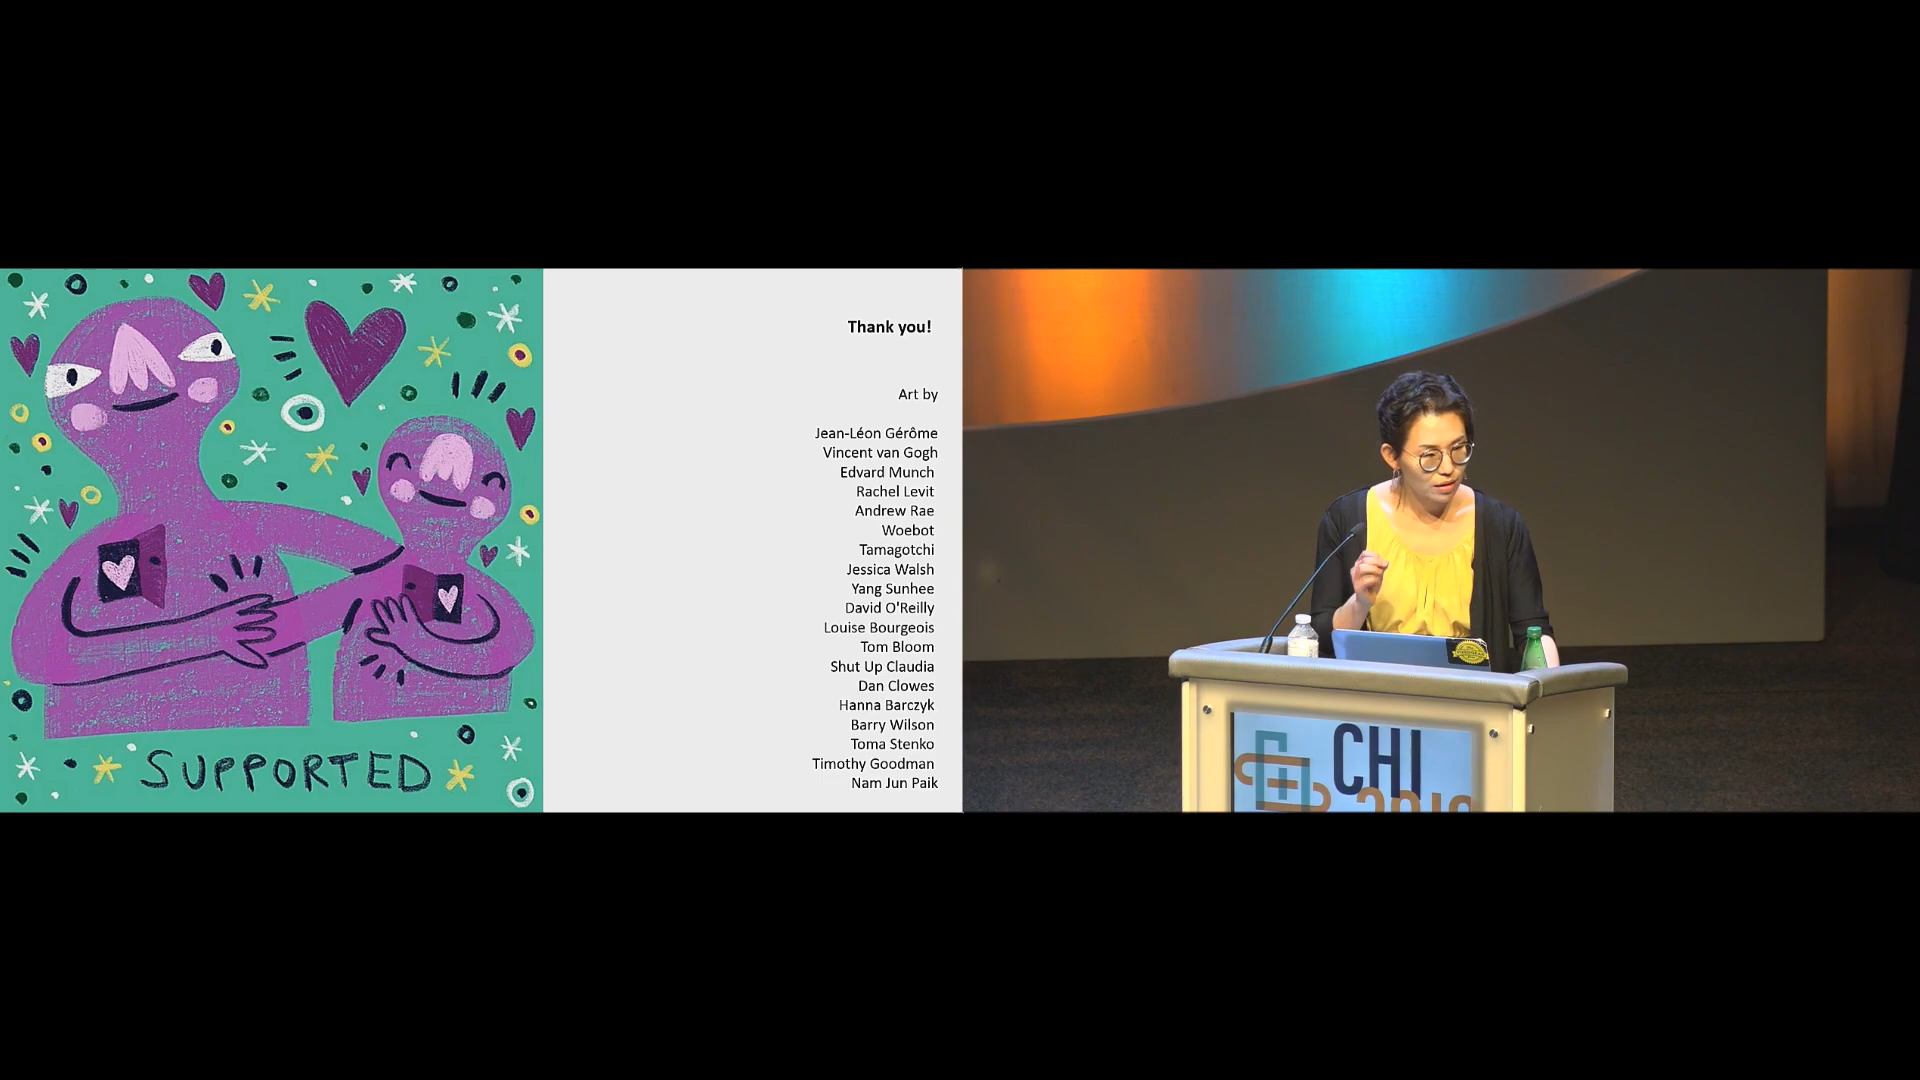 SUPPORTED
Thank you!
Art by
Jean-Léon Gérôme
Vincent van Gogh
Edvard Munch
Rachel Levit
Andrew Rae
Woebot
Tamagotchi
Jessica Walsh
Yang Sunhee
David O'Reilly
Louise Bourgeois
Tom Bloom
Shut Up Claudia
Dan Clowes
Hanna Barczyk
Barry Wilson
Toma Stenko
Timothy Goodman
Nam Jun Paik
CHI